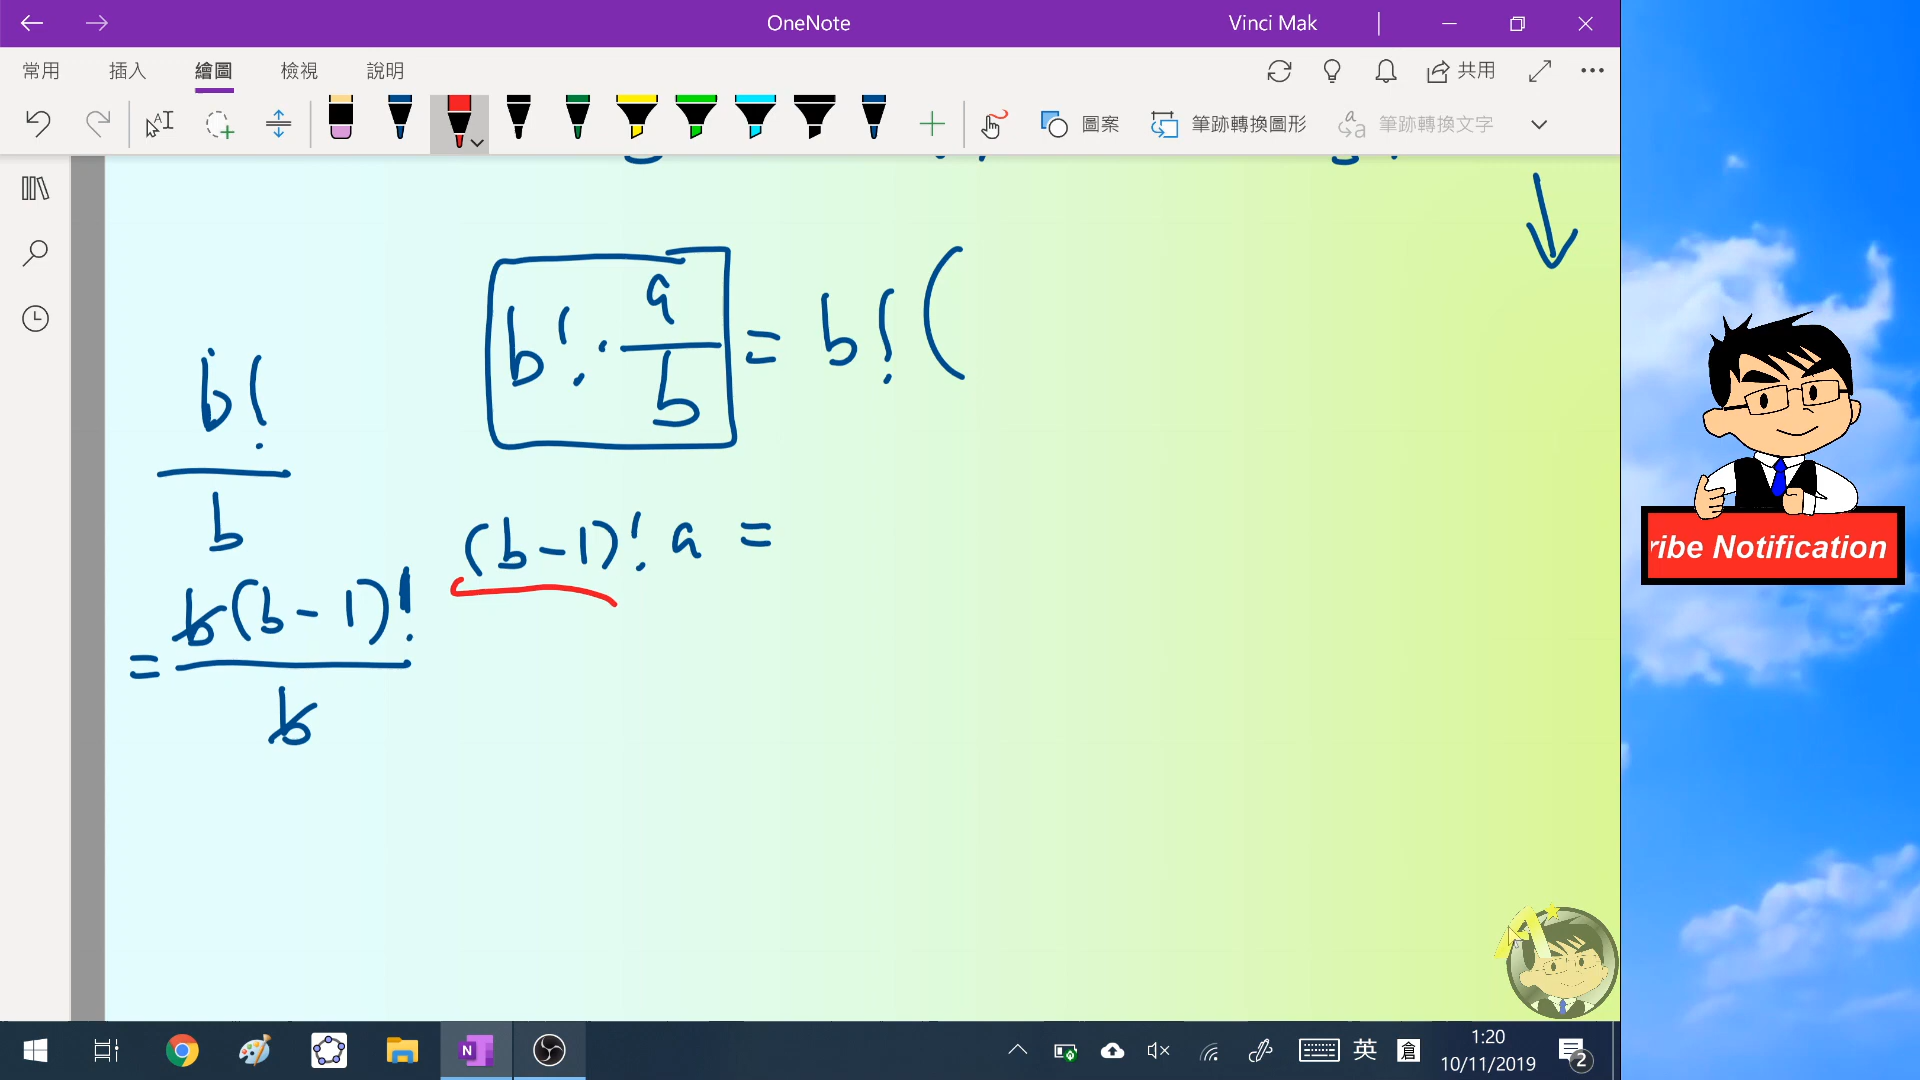 OneNote
Vinci Mak
常用 插入 繪圖 檢視 說明 共用
圖案 筆跡轉換圖形 筆跡轉換文字
b! · a/b = b! (
b!
b
(b-1)! a =
= b(b-1)!
b
ribe Notification
英 倉
1:20
10/11/2019
2